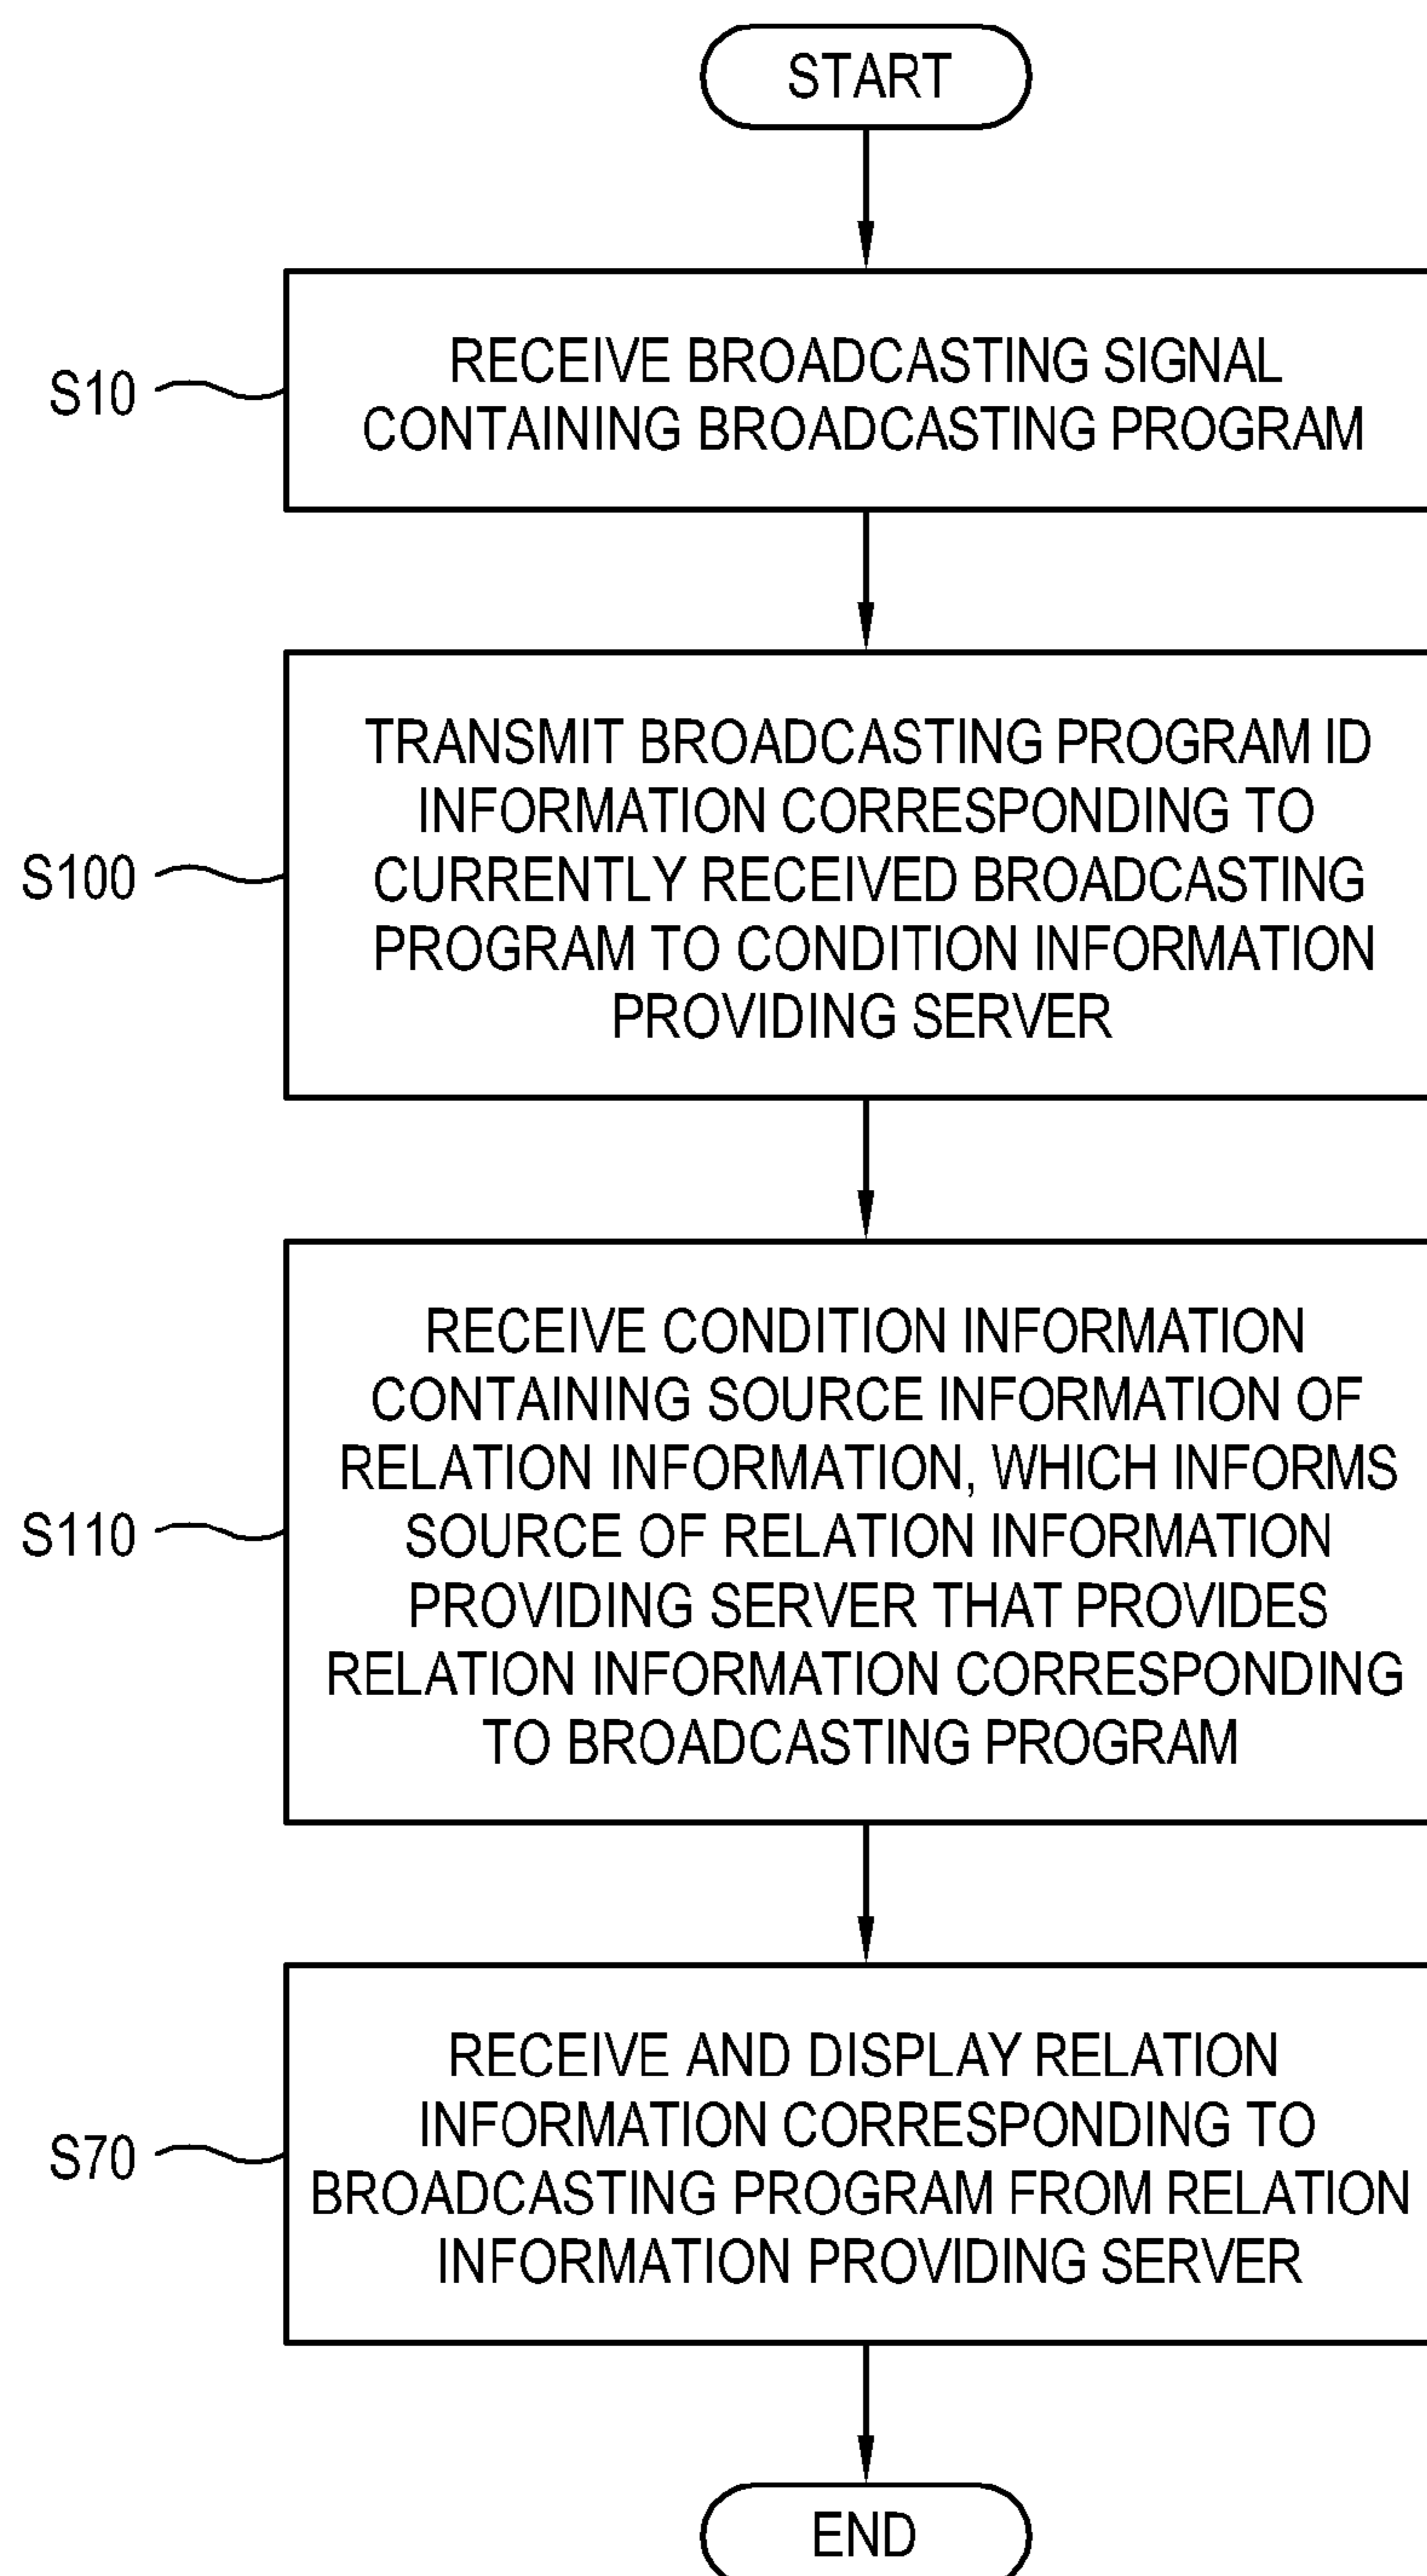 START
S10
RECEIVE BROADCASTING SIGNAL
CONTAINING BROADCASTING PROGRAM
S100
TRANSMIT BROADCASTING PROGRAM ID
INFORMATION CORRESPONDING TO
CURRENTLY RECEIVED BROADCASTING
PROGRAM TO CONDITION INFORMATION
PROVIDING SERVER
S110
RECEIVE CONDITION INFORMATION
CONTAINING SOURCE INFORMATION OF
RELATION INFORMATION, WHICH INFORMS
SOURCE OF RELATION INFORMATION
PROVIDING SERVER THAT PROVIDES
RELATION INFORMATION CORRESPONDING
TO BROADCASTING PROGRAM
S70
RECEIVE AND DISPLAY RELATION
INFORMATION CORRESPONDING TO
BROADCASTING PROGRAM FROM RELATION
INFORMATION PROVIDING SERVER
END